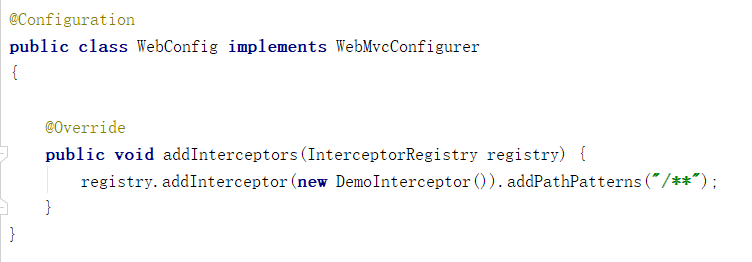 @Configuration
public class WebConfig implements WebMvcConfigurer
{
@Override
public void addInterceptors(InterceptorRegistry registry) {
registry.addInterceptor(new DemoInterceptor()).addPathPatterns("/**");
}
}